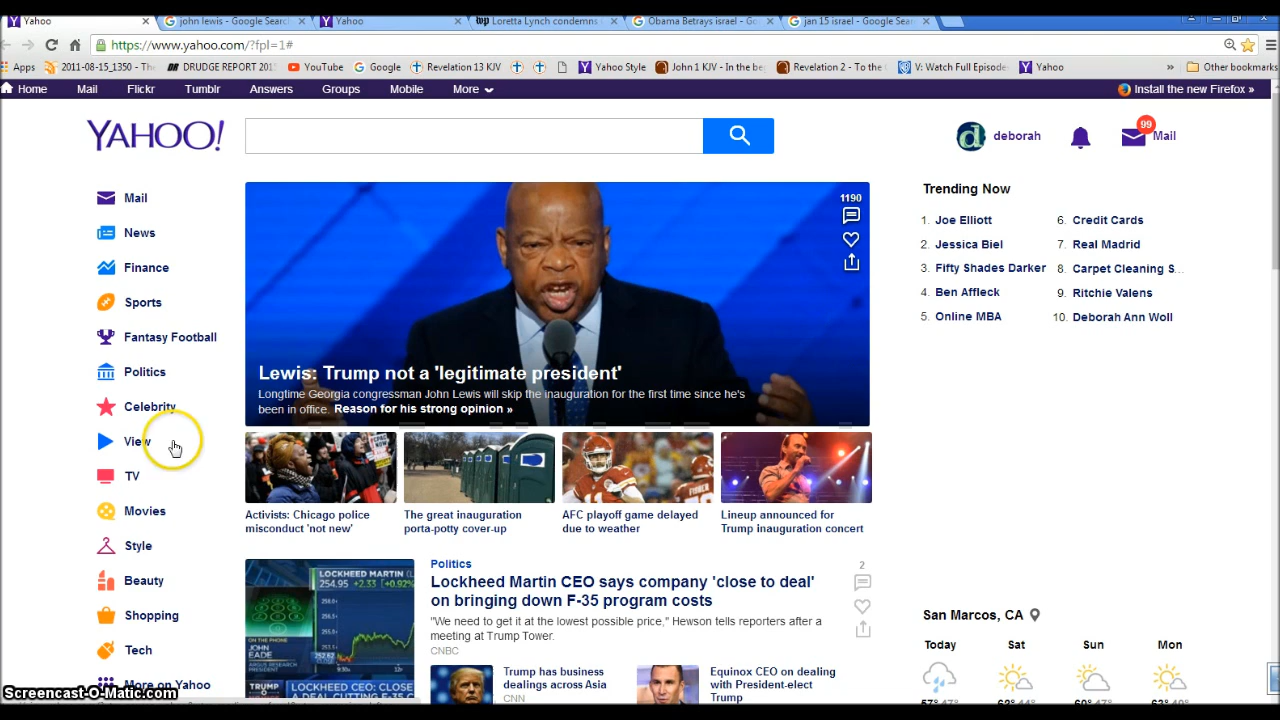 Yahoo
john lewis - Google Search
Yahoo
wp Loretta Lynch condemns
Obama Betrays israel - Go
jan 15 israel - Google Sear
https://www.yahoo.com/?fpl=1#
Apps
2011-08-15_1350 - The
DRUDGE REPORT 201
YouTube
Google
Revelation 13 KJV
Yahoo Style
John 1 KJV - In the be
Revelation 2 - To the
V: Watch Full Episode
Yahoo
»
Other bookmarks
Home
Mail
Flickr
Tumblr
Answers
Groups
Mobile
More
Install the new Firefox »
YAHOO!
deborah
99
Mail
Mail
News
Finance
Sports
Fantasy Football
Politics
Celebrity
View
TV
Movies
Style
Beauty
Shopping
Tech
More on Yahoo
1190
Lewis: Trump not a 'legitimate president'
Longtime Georgia congressman John Lewis will skip the inauguration for the first time since he's
been in office. Reason for his strong opinion »
Activists: Chicago police
misconduct 'not new'
The great inauguration
porta-potty cover-up
AFC playoff game delayed
due to weather
Lineup announced for
Trump inauguration concert
LOCKHEED MARTIN
254.95 +2.33 (+0.92%
ON THE PHONE
TRUMP
LOCKHEED CEO: CLOSE
Politics
Lockheed Martin CEO says company 'close to deal'
on bringing down F-35 program costs
"We need to get it at the lowest possible price," Hewson tells reporters after a
meeting at Trump Tower.
CNBC
2
Trump has business
dealings across Asia
CNN
Equinox CEO on dealing
with President-elect
Trump
Trending Now
1. Joe Elliott
2. Jessica Biel
3. Fifty Shades Darker
4. Ben Affleck
5. Online MBA
6. Credit Cards
7. Real Madrid
8. Carpet Cleaning S...
9. Ritchie Valens
10. Deborah Ann Woll
San Marcos, CA
Today
Sat
Sun
Mon
Screencast-O-Matic.com